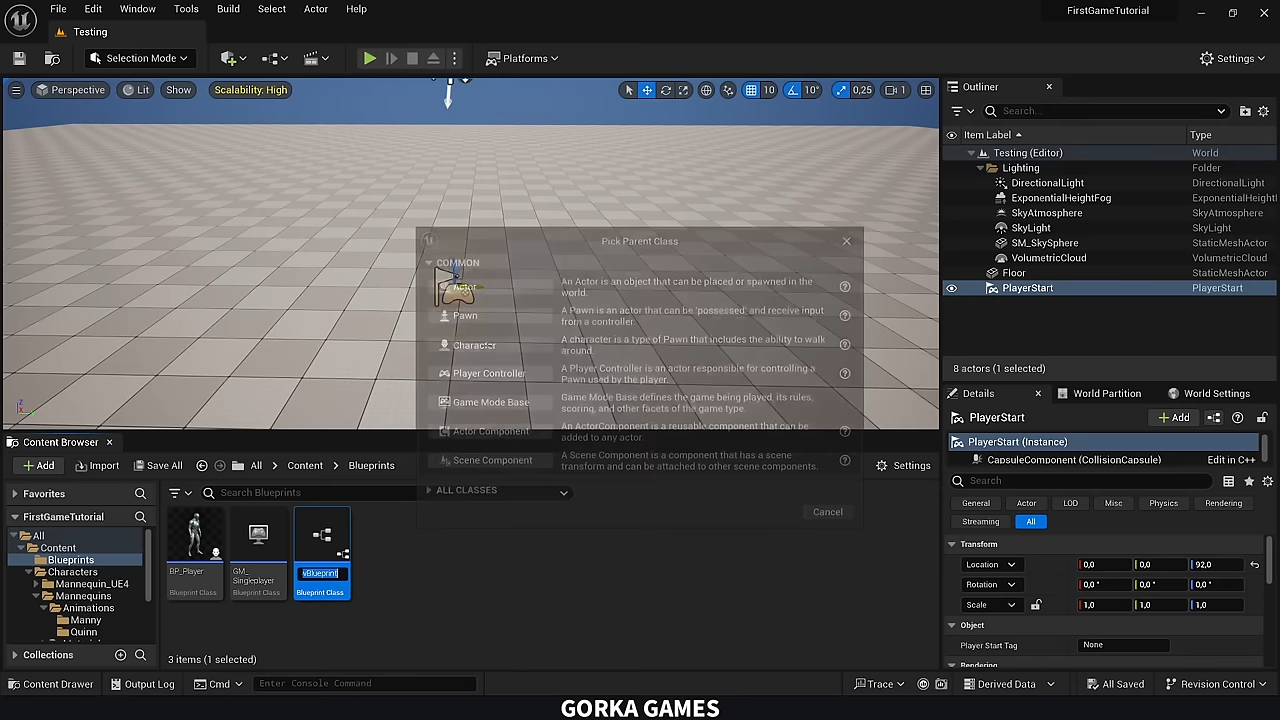 File Edit Window Tools Build Select Actor Help
FirstGameTutorial
Testing
Selection Mode
Platforms
Settings
Perspective Lit Show Scalability: High
10 10° 0,25 1
Pick Parent Class
COMMON
Actor
An Actor is an object that can be placed or spawned in the
world.
Pawn
A Pawn is an actor that can be 'possessed' and receive input
from a controller.
Character
A character is a type of Pawn that includes the ability to walk
around.
Player Controller
A Player Controller is an actor responsible for controlling a
Pawn used by the player.
Game Mode Base
Game Mode Base defines the game being played, its rules,
scoring, and other facets of the game type.
Actor Component
An ActorComponent is a reusable component that can be
added to any actor.
Scene Component
A Scene Component is a component that has a scene
transform and can be attached to other scene components.
ALL CLASSES
Cancel
Outliner
Search...
Item Label Type
Testing (Editor) World
Lighting Folder
DirectionalLight DirectionalLight
ExponentialHeightFog ExponentialHeight
SkyAtmosphere SkyAtmosphere
SkyLight SkyLight
SM_SkySphere StaticMeshActor
VolumetricCloud VolumetricCloud
Floor StaticMeshActor
PlayerStart PlayerStart
8 actors (1 selected)
Details World Partition World Settings
PlayerStart
Add
PlayerStart (Instance)
CapsuleComponent (CollisionCapsule) Edit in C++
Search
General Actor LOD Misc Physics Rendering
Streaming All
Transform
Location 0,0 0,0 92,0
Rotation 0,0 ° 0,0 ° 0,0 °
Scale 1,0 1,0 1,0
Object
Player Start Tag None
Rendering
Content Browser
Add Import Save All All Content Blueprints Settings
Favorites
Search Blueprints
FirstGameTutorial
All
Content
Blueprints
Characters
Mannequin_UE4
Mannequins
Animations
Manny
Quinn
Collections
BP_Player
Blueprint Class
GM_
Singleplayer
Blueprint Class
vBlueprint
Blueprint Class
3 items (1 selected)
Content Drawer Output Log Cmd Enter Console Command Trace Derived Data All Saved Revision Control
GORKA GAMES